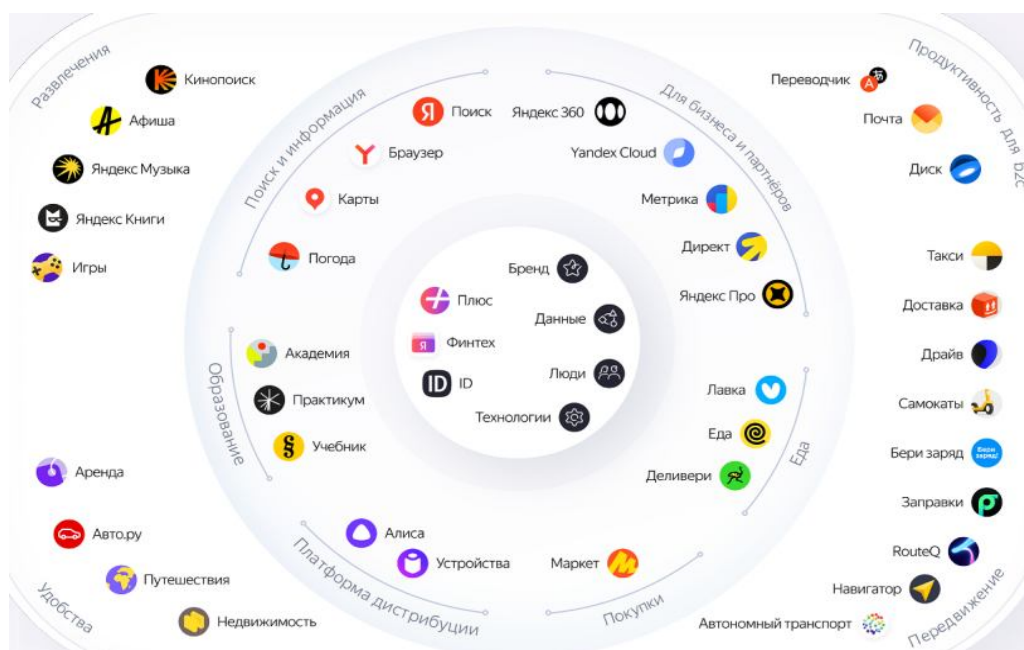 Развлечения
Кинопоиск
Афиша
Яндекс Музыка
Яндекс Книги
Игры
Поиск и информация
Поиск
Браузер
Карты
Погода
Для бизнеса и партнёров
Яндекс 360
Yandex Cloud
Метрика
Директ
Яндекс Про
Продуктивность для b2c
Переводчик
Почта
Диск
Бренд
Плюс
Данные
Я
Финтех
Люди
ID
ID
Технологии
Образование
Академия
Практикум
Учебник
Еда
Лавка
Еда
Деливери
Такси
Доставка
Драйв
Самокаты
Бери заряд
Бери
заряд!
Заправки
RouteQ
Навигатор
Автономный транспорт
Передвижение
Аренда
Авто.ру
Путешествия
Недвижимость
Удобства
Платформа дистрибуции
Алиса
Устройства
Покупки
Маркет